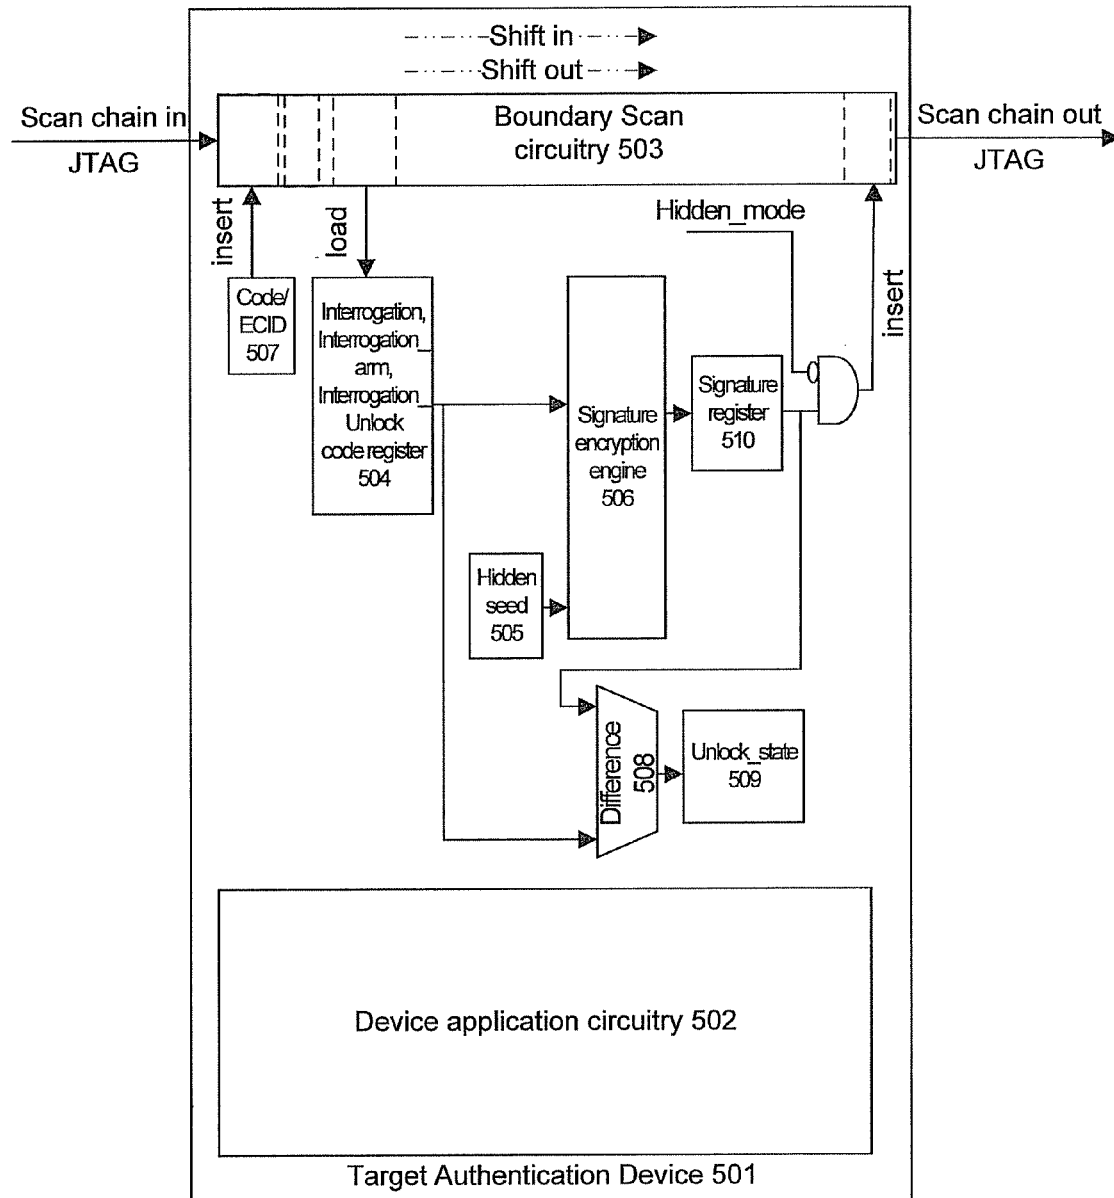 Shift in
Shift out
Scan chain in
JTAG
Boundary Scan
circuitry 503
Scan chain out
JTAG
insert
load
Hidden_mode
insert
Code/
ECID
507
Interrogation,
Interrogation_
arm,
Interrogation_
Unlock
code register
504
Signature
encryption
engine
506
Signature
register
510
Hidden
seed
505
Difference
508
Unlock_state
509
Device application circuitry 502
Target Authentication Device 501